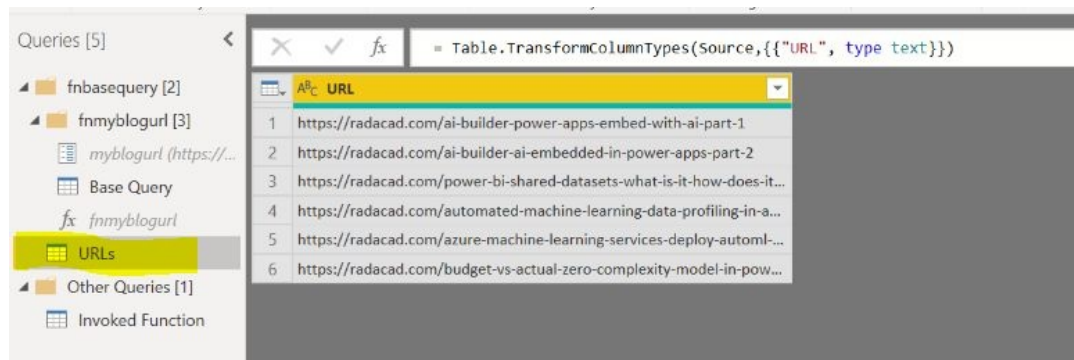 Queries [5]
fx = Table.TransformColumnTypes(Source,{{"URL", type text}})
fnbasequery [2]
fnmyblogurl [3]
myblogurl (https://...
Base Query
fx fnmyblogurl
URLs
Other Queries [1]
Invoked Function
ABC URL
1 https://radacad.com/ai-builder-power-apps-embed-with-ai-part-1
2 https://radacad.com/ai-builder-ai-embedded-in-power-apps-part-2
3 https://radacad.com/power-bi-shared-datasets-what-is-it-how-does-it...
4 https://radacad.com/automated-machine-learning-data-profiling-in-a...
5 https://radacad.com/azure-machine-learning-services-deploy-automl-...
6 https://radacad.com/budget-vs-actual-zero-complexity-model-in-pow...